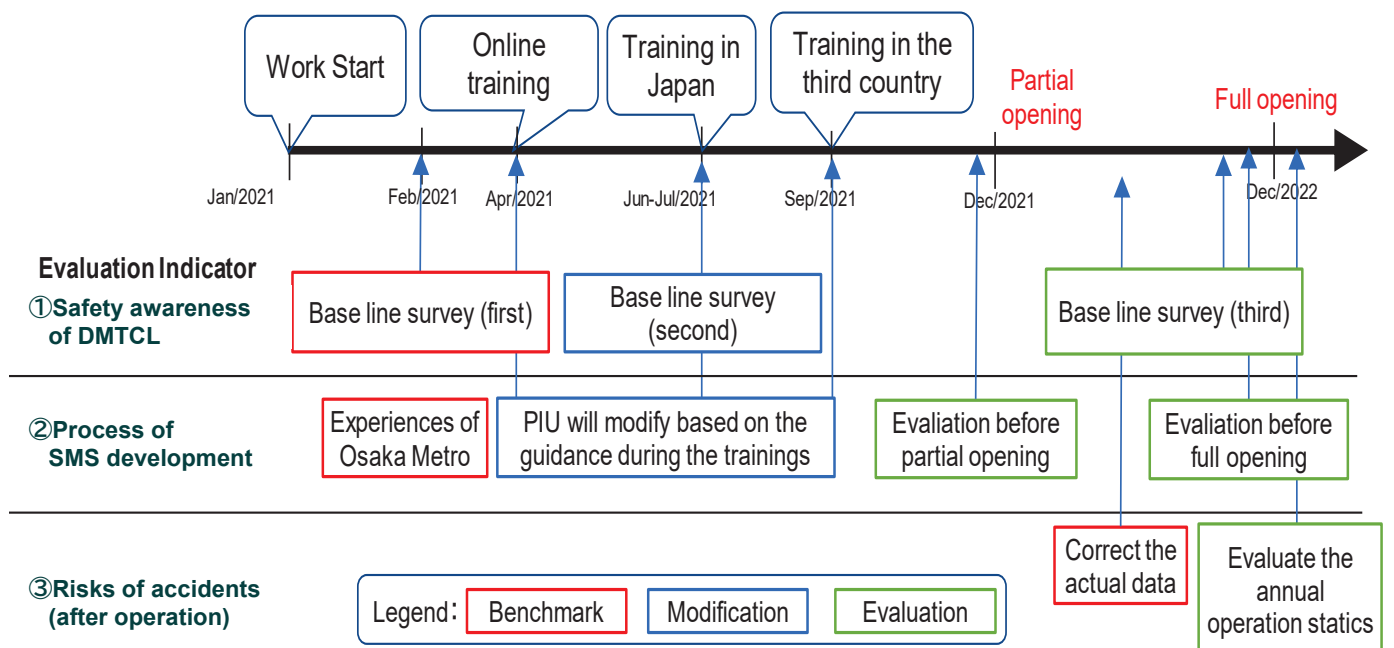 Work Start
Online
training
Training in
Japan
Training in the
third country
Partial
opening
Full opening
Jan/2021
Feb/2021
Apr/2021
Jun-Jul/2021
Sep/2021
Dec/2021
Dec/2022
Evaluation Indicator
①Safety awareness
of DMTCL
Base line survey (first)
Base line survey
(second)
Base line survey (third)
②Process of
SMS development
Experiences of
Osaka Metro
PIU will modify based on the
guidance during the trainings
Evaliation before
partial opening
Evaliation before
full opening
③Risks of accidents
(after operation)
Correct the
actual data
Evaluate the
annual
operation statics
Legend:
Benchmark
Modification
Evaluation